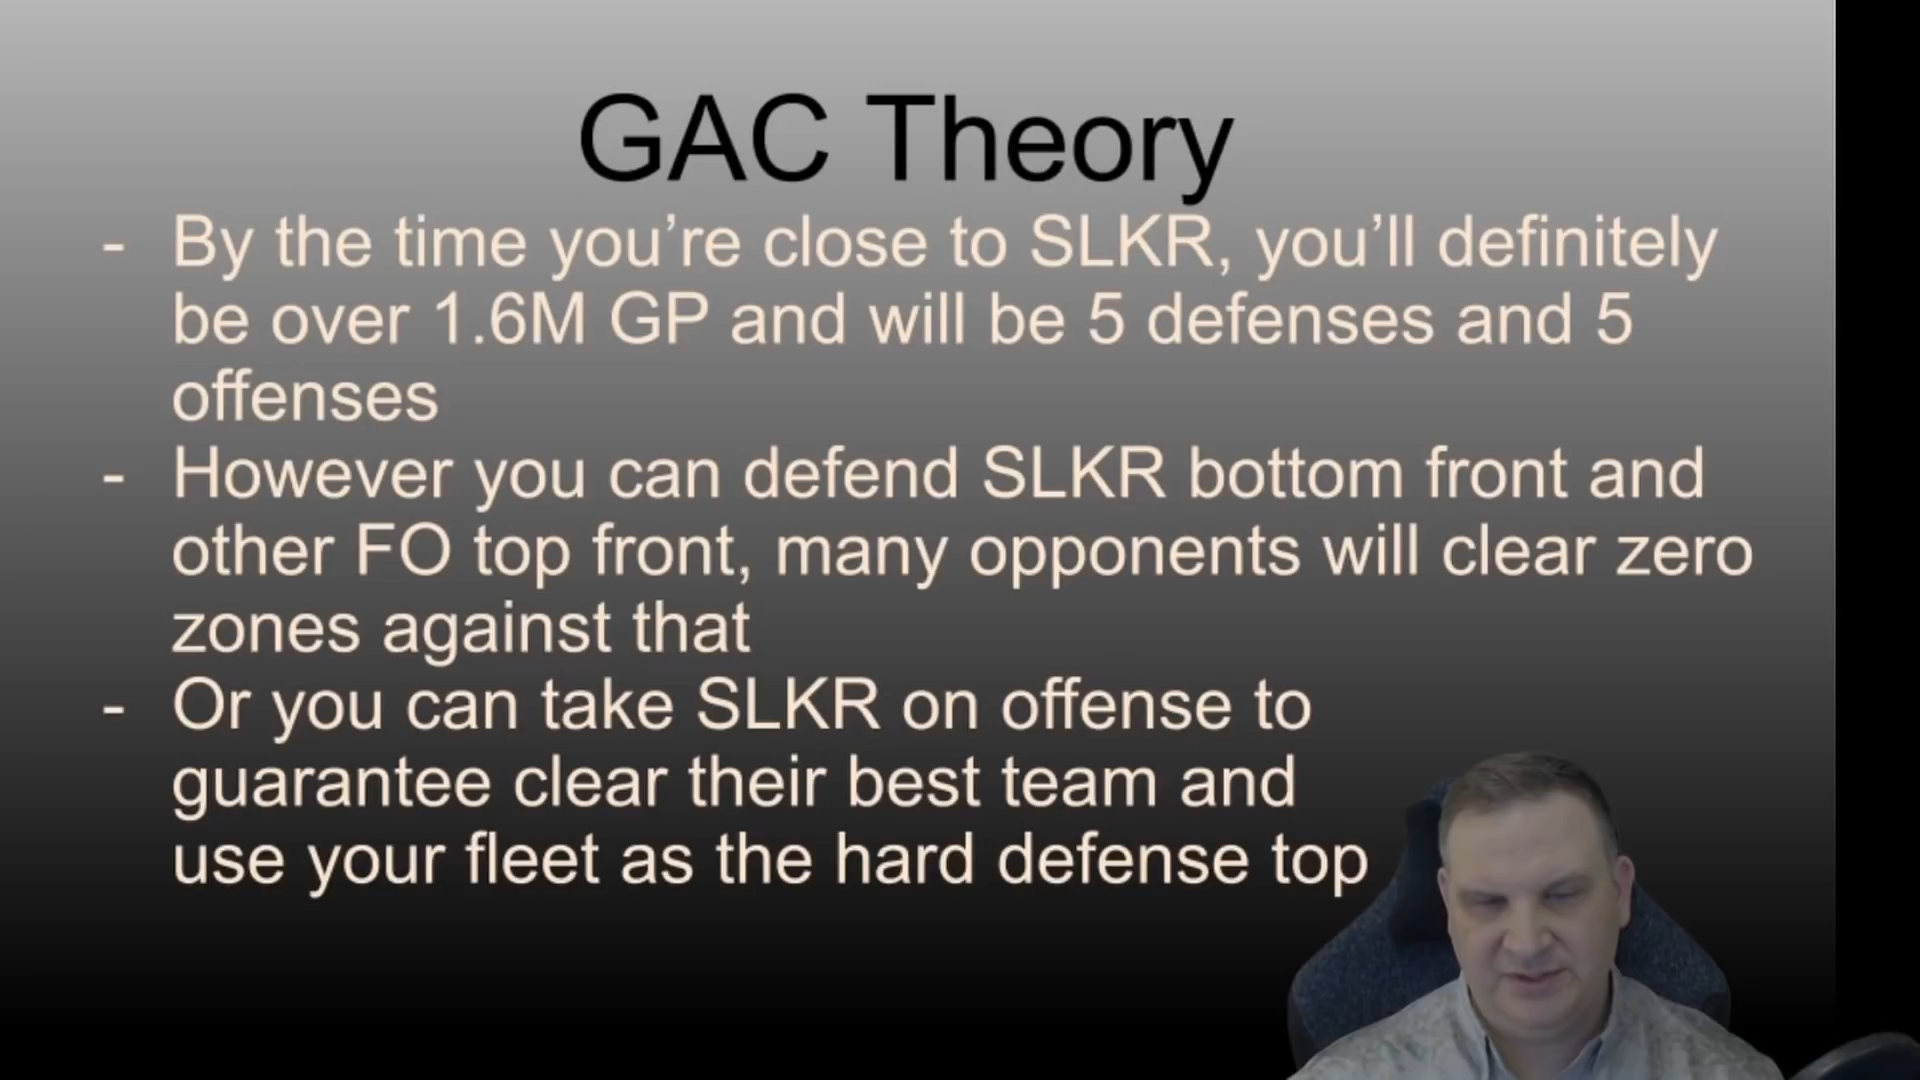 GAC Theory
- By the time you're close to SLKR, you'll definitely
be over 1.6M GP and will be 5 defenses and 5
offenses
- However you can defend SLKR bottom front and
other FO top front, many opponents will clear zero
zones against that
- Or you can take SLKR on offense to
guarantee clear their best team and
use your fleet as the hard defense top